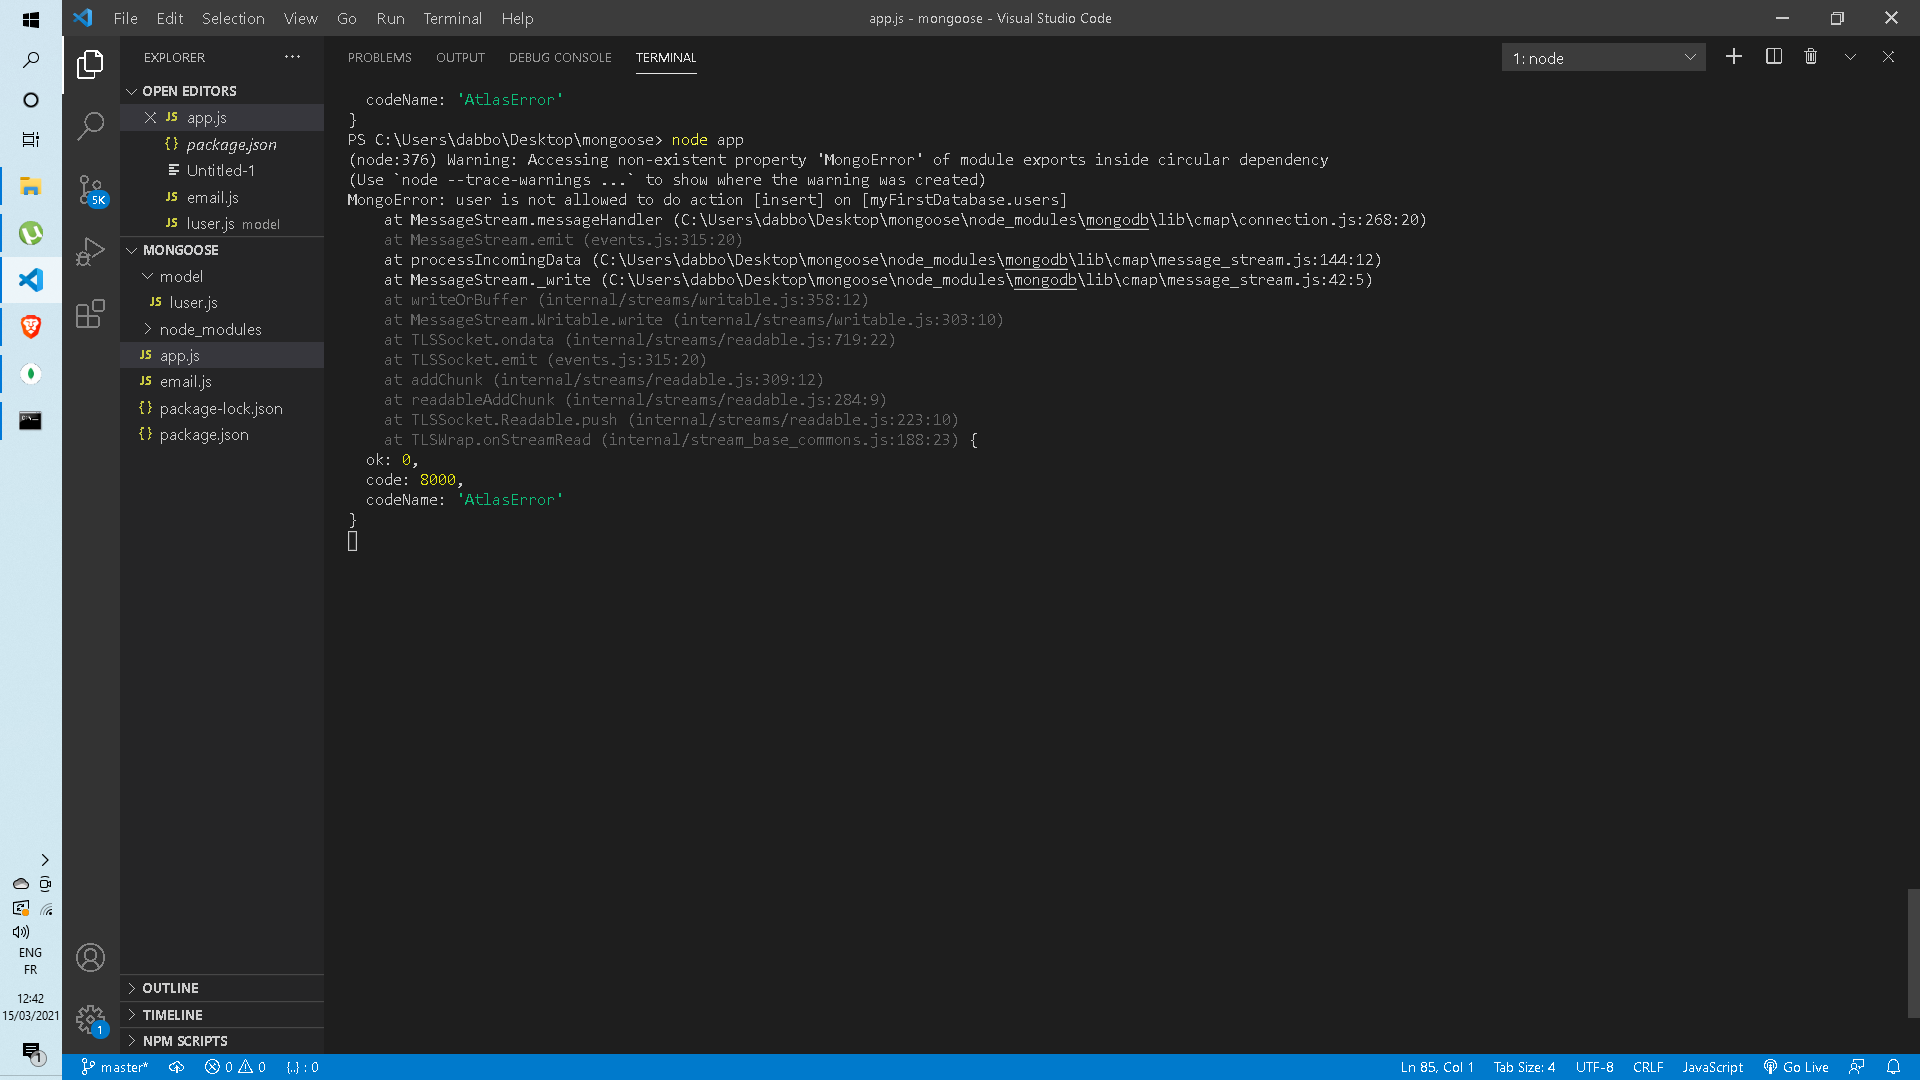 File Edit Selection View Go Run Terminal Help
app.js - mongoose - Visual Studio Code
EXPLORER
OPEN EDITORS
JS app.js
{} package.json
Untitled-1
JS email.js
JS luser.js model
MONGOOSE
model
JS luser.js
node_modules
JS app.js
JS email.js
{} package-lock.json
{} package.json
OUTLINE
TIMELINE
NPM SCRIPTS
5K
1
PROBLEMS OUTPUT DEBUG CONSOLE TERMINAL
1: node
codeName: 'AtlasError'
}
PS C:\Users\dabbo\Desktop\mongoose> node app
(node:376) Warning: Accessing non-existent property 'MongoError' of module exports inside circular dependency
(Use `node --trace-warnings ...` to show where the warning was created)
MongoError: user is not allowed to do action [insert] on [myFirstDatabase.users]
at MessageStream.messageHandler (C:\Users\dabbo\Desktop\mongoose\node_modules\mongodb\lib\cmap\connection.js:268:20)
at MessageStream.emit (events.js:315:20)
at processIncomingData (C:\Users\dabbo\Desktop\mongoose\node_modules\mongodb\lib\cmap\message_stream.js:144:12)
at MessageStream._write (C:\Users\dabbo\Desktop\mongoose\node_modules\mongodb\lib\cmap\message_stream.js:42:5)
at writeOrBuffer (internal/streams/writable.js:358:12)
at MessageStream.Writable.write (internal/streams/writable.js:303:10)
at TLSSocket.ondata (internal/streams/readable.js:719:22)
at TLSSocket.emit (events.js:315:20)
at addChunk (internal/streams/readable.js:309:12)
at readableAddChunk (internal/streams/readable.js:284:9)
at TLSSocket.Readable.push (internal/streams/readable.js:223:10)
at TLSWrap.onStreamRead (internal/stream_base_commons.js:188:23) {
ok: 0,
code: 8000,
codeName: 'AtlasError'
}
ENG
FR
12:42
15/03/2021
1
master* 0 0 {..} : 0
Ln 85, Col 1 Tab Size: 4 UTF-8 CRLF JavaScript Go Live